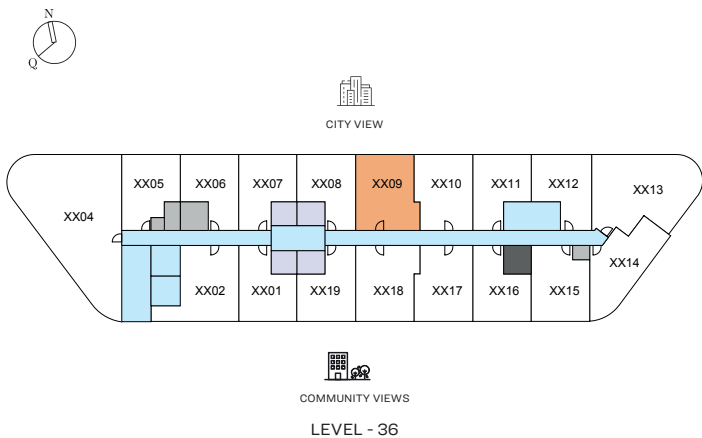 N
Q
CITY VIEW
XX05 XX06 XX07 XX08 XX09 XX10 XX11 XX12 XX13
XX04
XX14
XX02 XX01 XX19 XX18 XX17 XX16 XX15
COMMUNITY VIEWS
LEVEL - 36